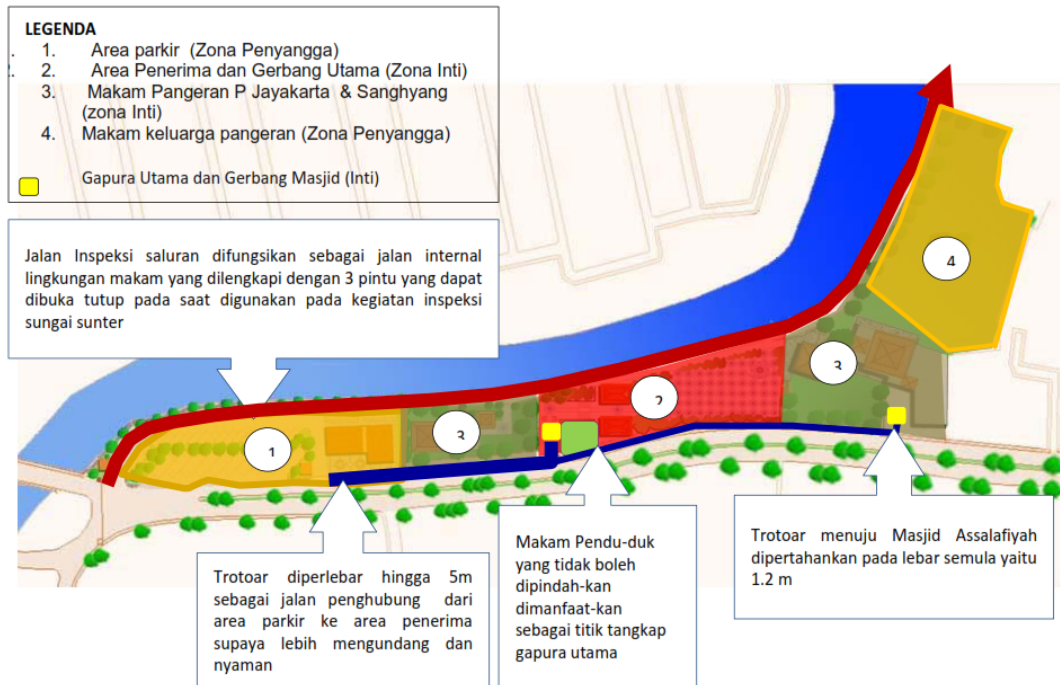 LEGENDA
1. Area parkir (Zona Penyangga)
2. Area Penerima dan Gerbang Utama (Zona Inti)
3. Makam Pangeran P Jayakarta & Sanghyang
(zona Inti)
4. Makam keluarga pangeran (Zona Penyangga)
Gapura Utama dan Gerbang Masjid (Inti)
Jalan Inspeksi saluran difungsikan sebagai jalan internal
lingkungan makam yang dilengkapi dengan 3 pintu yang dapat
dibuka tutup pada saat digunakan pada kegiatan inspeksi
sungai sunter
4
3
2
1
3
Trotoar diperlebar hingga 5m
sebagai jalan penghubung dari
area parkir ke area penerima
supaya lebih mengundang dan
nyaman
Makam Pendu-duk
yang tidak boleh
dipindah-kan
dimanfaat-kan
sebagai titik tangkap
gapura utama
Trotoar menuju Masjid Assalafiyah
dipertahankan pada lebar semula yaitu
1.2 m